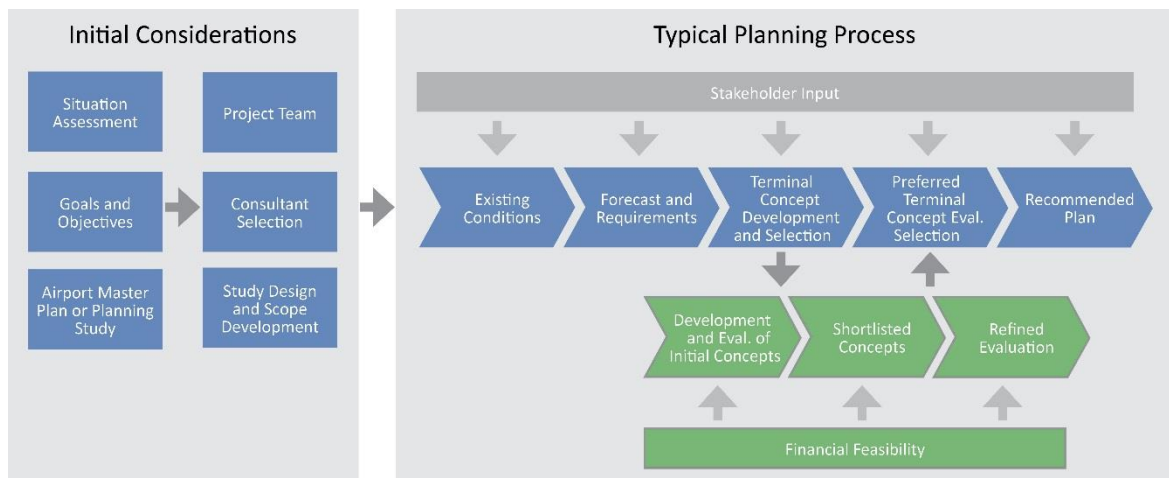 Initial Considerations
Situation
Assessment
Project Team
Goals and
Objectives
Consultant
Selection
Airport Master
Plan or Planning
Study
Study Design
and Scope
Development
Typical Planning Process
Stakeholder Input
Existing
Conditions
Forecast and
Requirements
Terminal
Concept
Development
and Selection
Preferred
Terminal
Concept Eval.
Selection
Recommended
Plan
Development
and Eval. of
Initial Concepts
Shortlisted
Concepts
Refined
Evaluation
Financial Feasibility